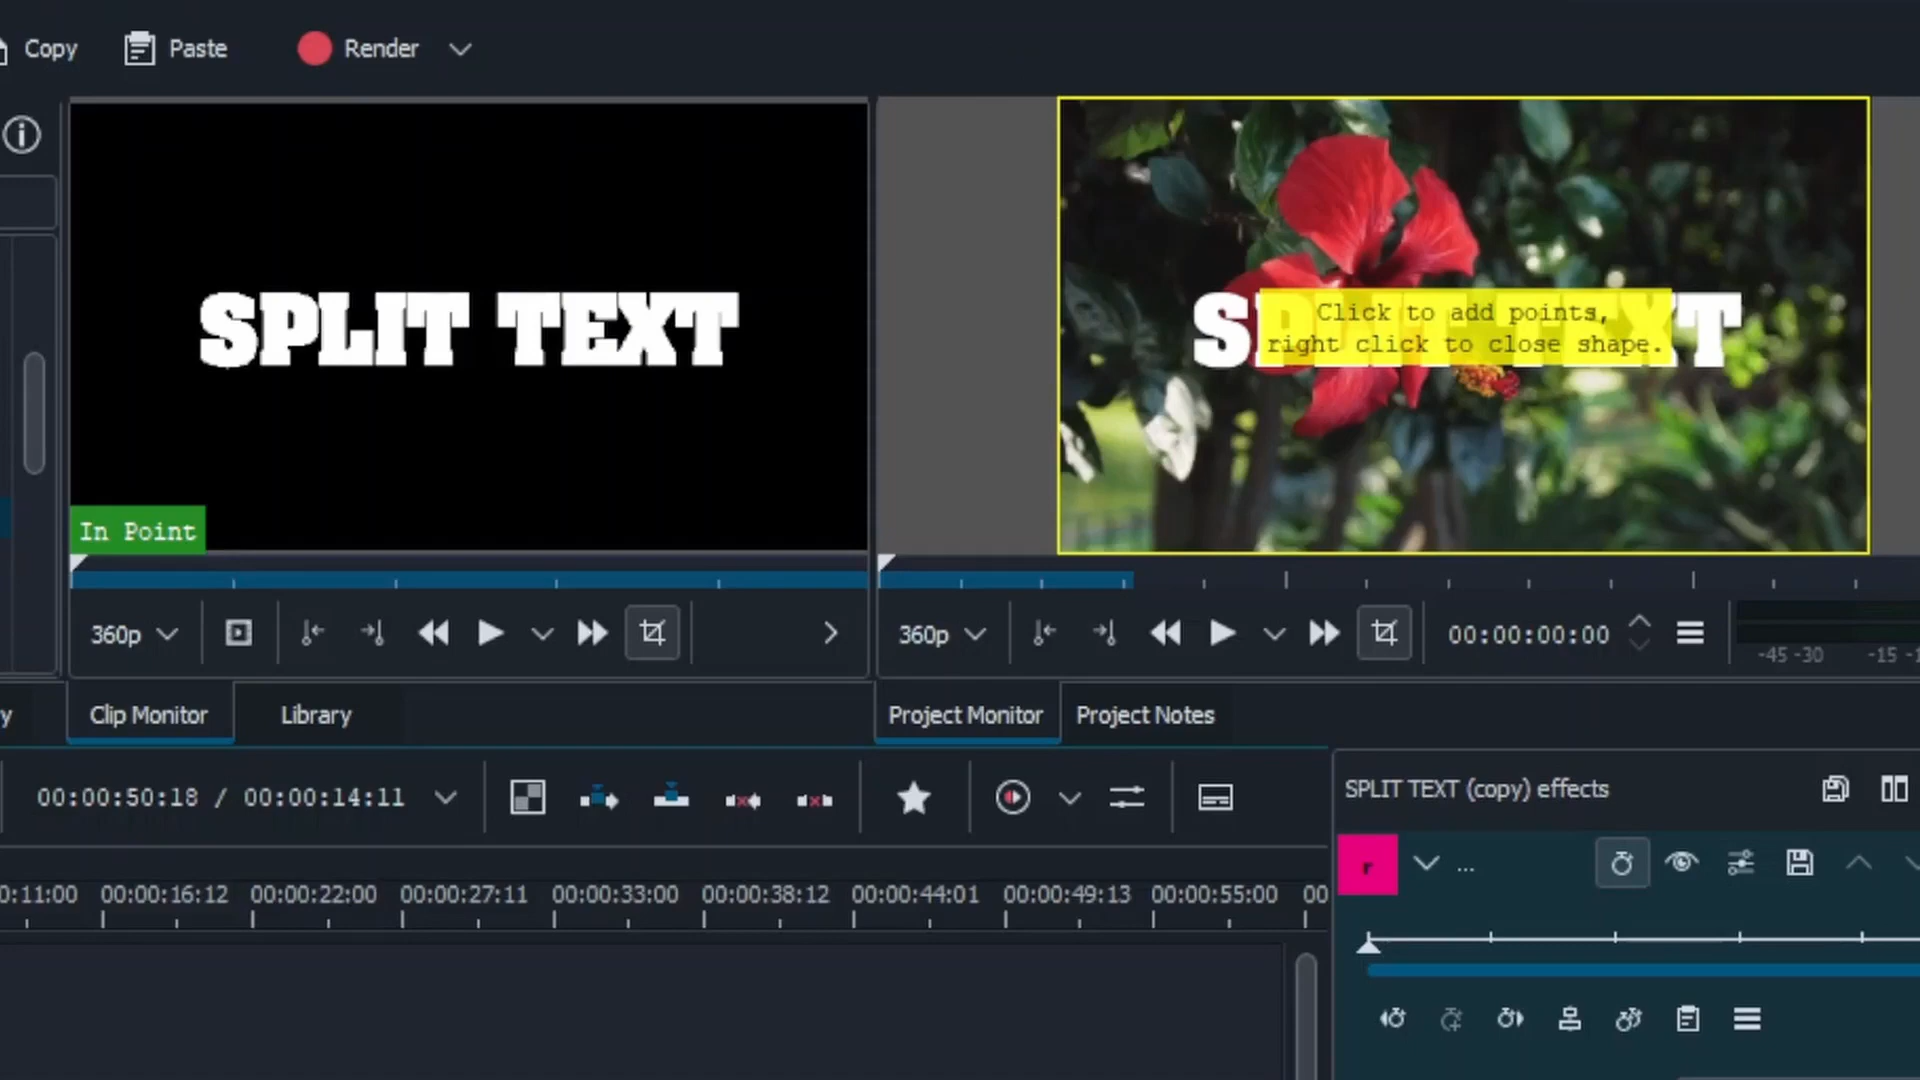 Copy
Paste
Render
SPLIT TEXT
SPLIT TEXT
Click to add points,
right click to close shape.
In Point
360p
360p
00:00:00:00
-45 -30 -15
y
Clip Monitor
Library
Project Monitor
Project Notes
00:00:50:18 / 00:00:14:11
SPLIT TEXT (copy) effects
r
...
0:11:00 00:00:16:12 00:00:22:00 00:00:27:11 00:00:33:00 00:00:38:12 00:00:44:01 00:00:49:13 00:00:55:00 00